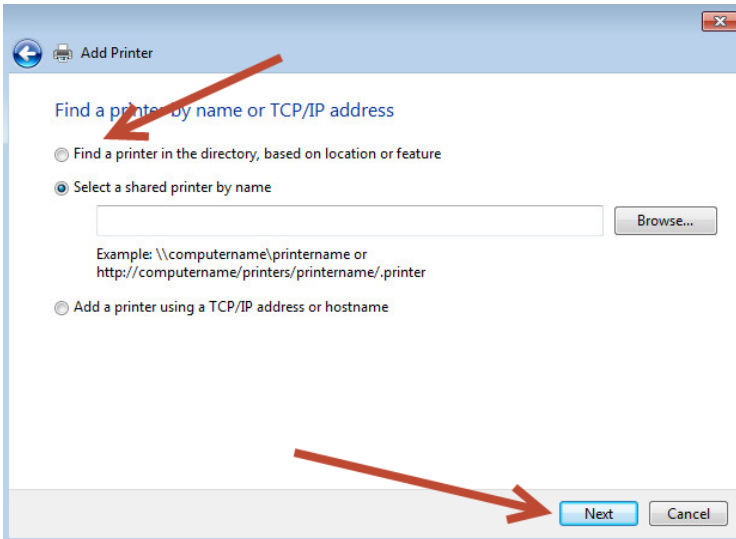 Add Printer
Find a printer by name or TCP/IP address
Find a printer in the directory, based on location or feature
Select a shared printer by name
Browse...
Example: \\computername\printername or
http://computername/printers/printername/.printer
Add a printer using a TCP/IP address or hostname
Next Cancel